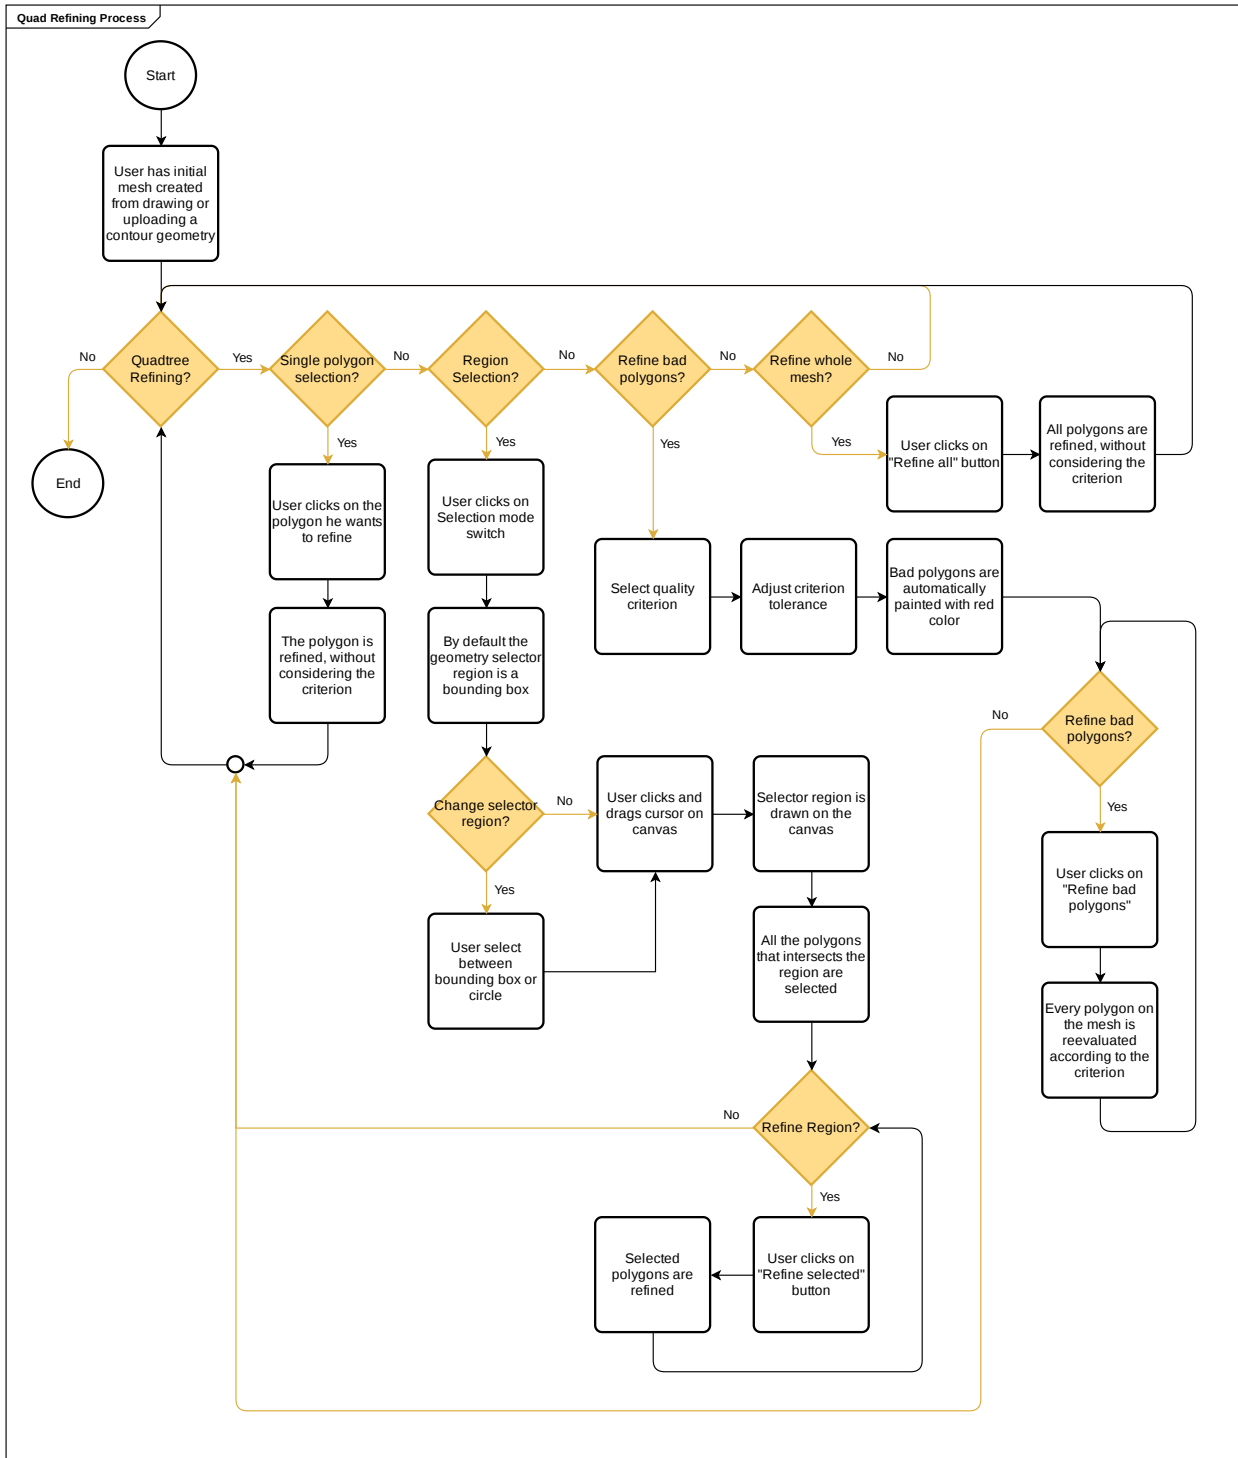 Quad Refining Process
Start
User has initial
mesh created
from drawing or
uploading a
contour geometry
No
Quadtree
Refining?
Yes
Single polygon
selection?
No
Region
Selection?
No
Refine bad
polygons?
No
Refine whole
mesh?
No
End
Yes
Yes
Yes
Yes
User clicks on
"Refine all" button
All polygons are
refined, without
considering the
criterion
User clicks on the
polygon he wants
to refine
User clicks on
Selection mode
switch
Select quality
criterion
Adjust criterion
tolerance
Bad polygons are
automatically
painted with red
color
The polygon is
refined, without
considering the
criterion
By default the
geometry selector
region is a
bounding box
No
Refine bad
polygons?
Yes
Change selector
region?
No
User clicks and
drags cursor on
canvas
Selector region is
drawn on the
canvas
Yes
User clicks on
"Refine bad
polygons"
User select
between
bounding box or
circle
All the polygons
that intersects the
region are
selected
Every polygon on
the mesh is
reevaluated
according to the
criterion
No
Refine Region?
Yes
Selected
polygons are
refined
User clicks on
"Refine selected"
button